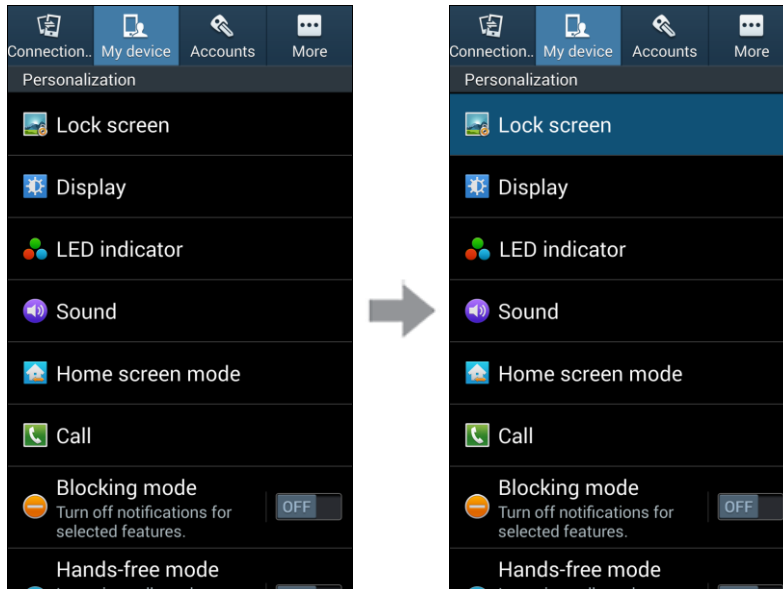 Connection..
My device
Accounts
More
Personalization
Lock screen
Display
LED indicator
Sound
Home screen mode
Call
Blocking mode
Turn off notifications for
OFF
selected features.
Hands-free mode
Connection..
My device
Accounts
More
Personalization
Lock screen
Display
LED indicator
Sound
Home screen mode
Call
Blocking mode
Turn off notifications for
OFF
selected features.
Hands-free mode